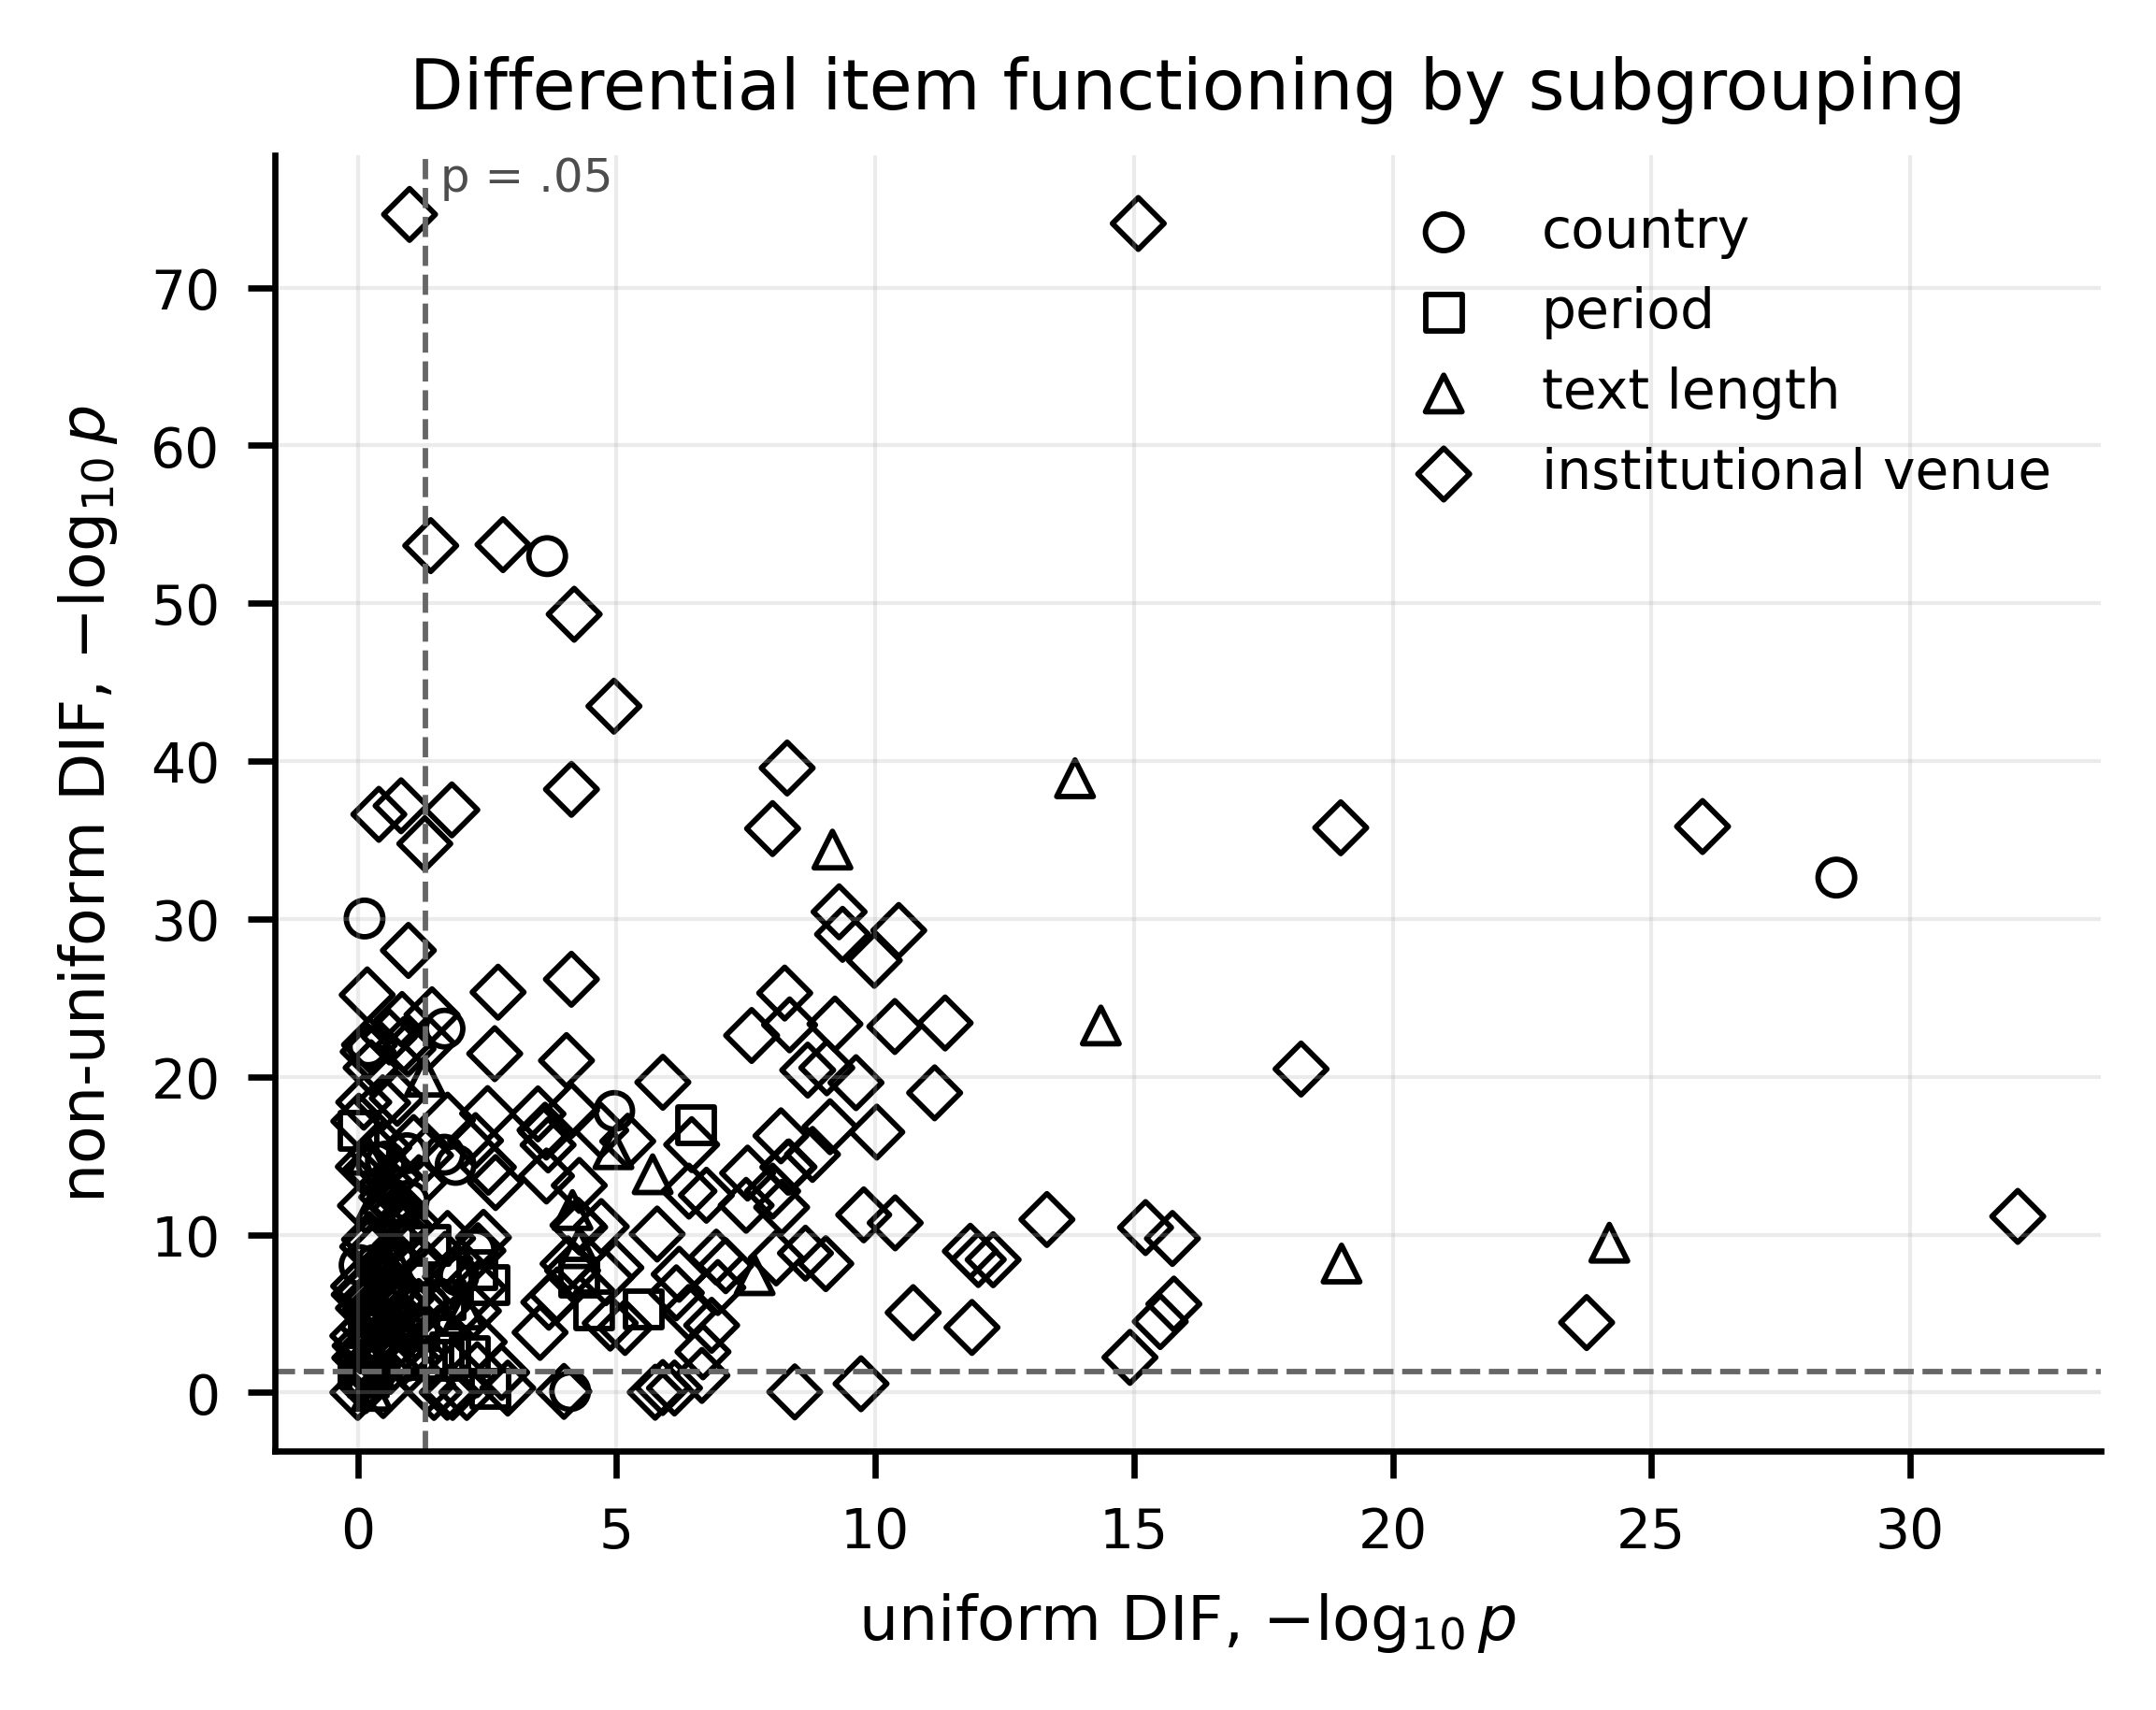 Differential item functioning by subgrouping
p = .05
country
period
text length
institutional venue
non-uniform DIF, −log₁₀ p
70
60
50
40
30
20
10
0
0 5 10 15 20 25 30
uniform DIF, −log₁₀ p